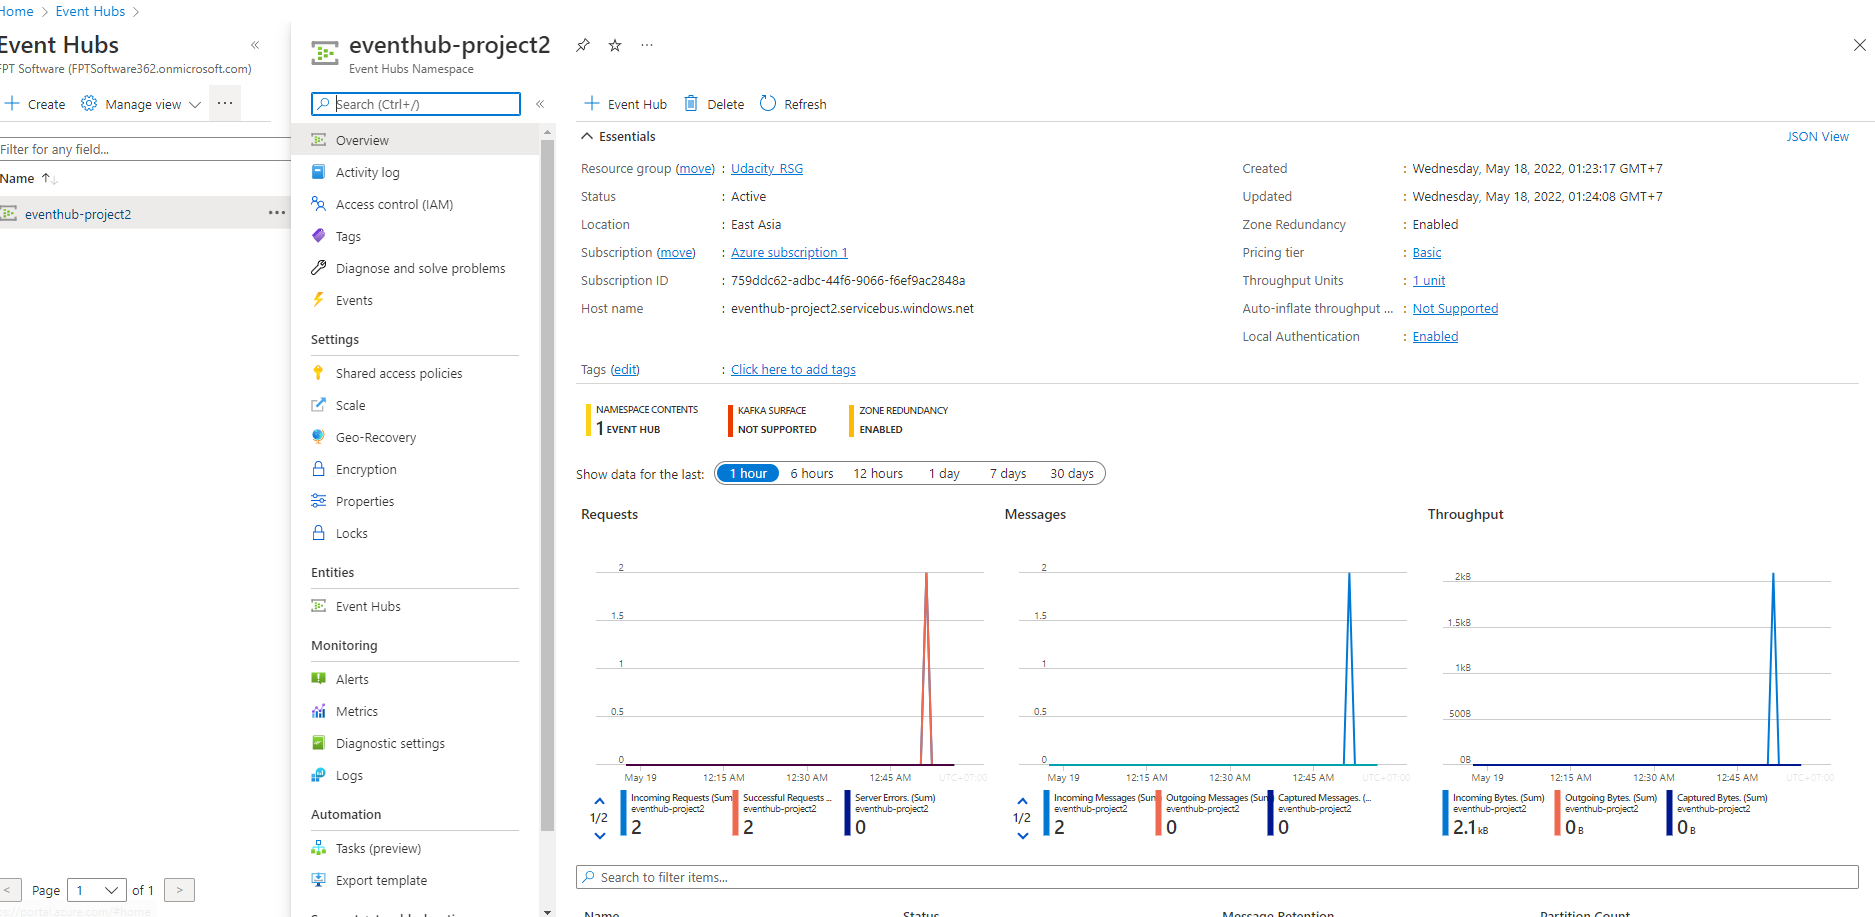 Home > Event Hubs >
Event Hubs
FPT Software (FPTSoftware362.onmicrosoft.com)
Create
Manage view
Filter for any field...
Name
eventhub-project2
Page 1 of 1
eventhub-project2
Event Hubs Namespace
Search (Ctrl+/)
Overview
Activity log
Access control (IAM)
Tags
Diagnose and solve problems
Events
Settings
Shared access policies
Scale
Geo-Recovery
Encryption
Properties
Locks
Entities
Event Hubs
Monitoring
Alerts
Metrics
Diagnostic settings
Logs
Automation
Tasks (preview)
Export template
Event Hub Delete Refresh
Essentials
JSON View
Resource group (move) : Udacity_RSG
Status : Active
Location : East Asia
Subscription (move) : Azure subscription 1
Subscription ID : 759ddc62-adbc-44f6-9066-f6ef9ac2848a
Host name : eventhub-project2.servicebus.windows.net
Created : Wednesday, May 18, 2022, 01:23:17 GMT+7
Updated : Wednesday, May 18, 2022, 01:24:08 GMT+7
Zone Redundancy : Enabled
Pricing tier : Basic
Throughput Units : 1 unit
Auto-inflate throughput ... : Not Supported
Local Authentication : Enabled
Tags (edit) : Click here to add tags
NAMESPACE CONTENTS
1 EVENT HUB
KAFKA SURFACE
NOT SUPPORTED
ZONE REDUNDANCY
ENABLED
Show data for the last: 1 hour 6 hours 12 hours 1 day 7 days 30 days
Requests
2
1.5
1
0.5
0
May 19 12:15 AM 12:30 AM 12:45 AM UTC+07:00
1/2
Incoming Requests (Sum)
eventhub-project2
2
Successful Requests ...
eventhub-project2
2
Server Errors. (Sum)
eventhub-project2
0
Messages
2
1.5
1
0.5
0
May 19 12:15 AM 12:30 AM 12:45 AM UTC+07:00
1/2
Incoming Messages (Sum)
eventhub-project2
2
Outgoing Messages (Sum)
eventhub-project2
0
Captured Messages. (...
eventhub-project2
0
Throughput
2kB
1.5kB
1kB
500B
0B
May 19 12:15 AM 12:30 AM 12:45 AM UTC+07:00
Incoming Bytes. (Sum)
eventhub-project2
2.1 kB
Outgoing Bytes. (Sum)
eventhub-project2
0 B
Captured Bytes. (Sum)
eventhub-project2
0 B
Search to filter items...
Name Status Message Retention Partition Count